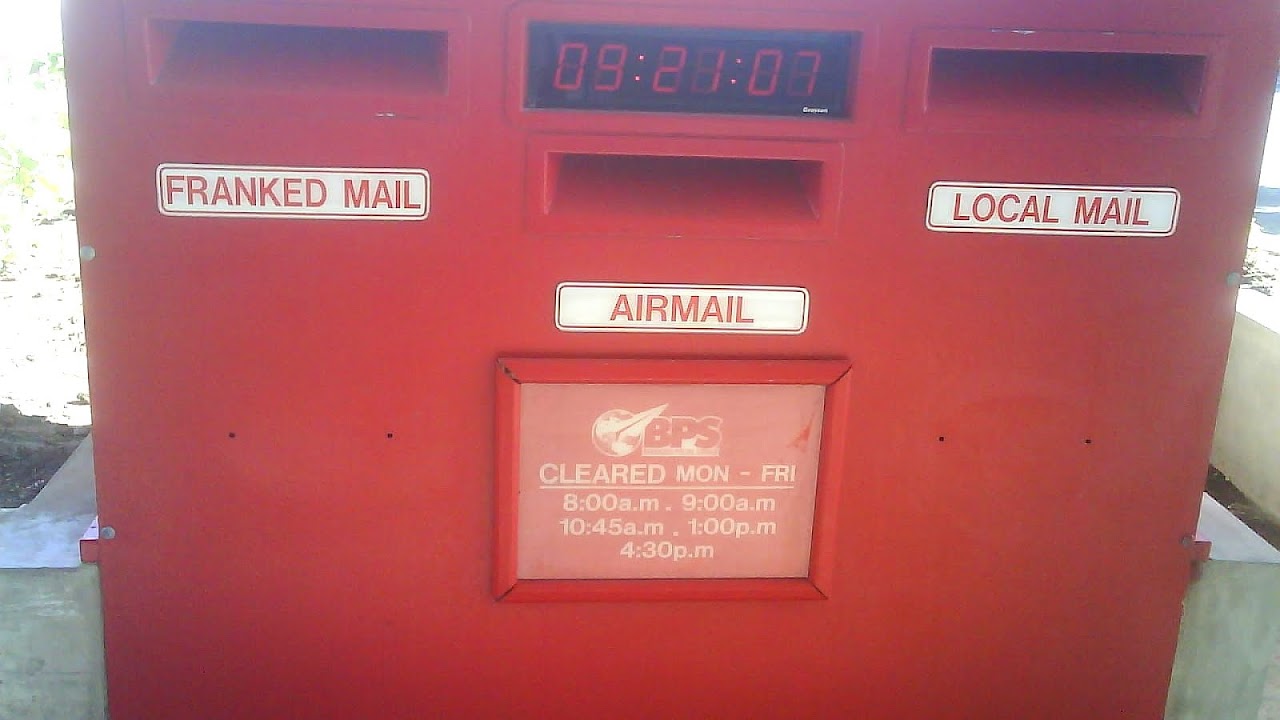 09:21:07
Grayson
FRANKED MAIL
LOCAL MAIL
AIRMAIL
BPS
CLEARED MON - FRI
8:00a.m . 9:00a.m
10:45a.m . 1:00p.m
4:30p.m